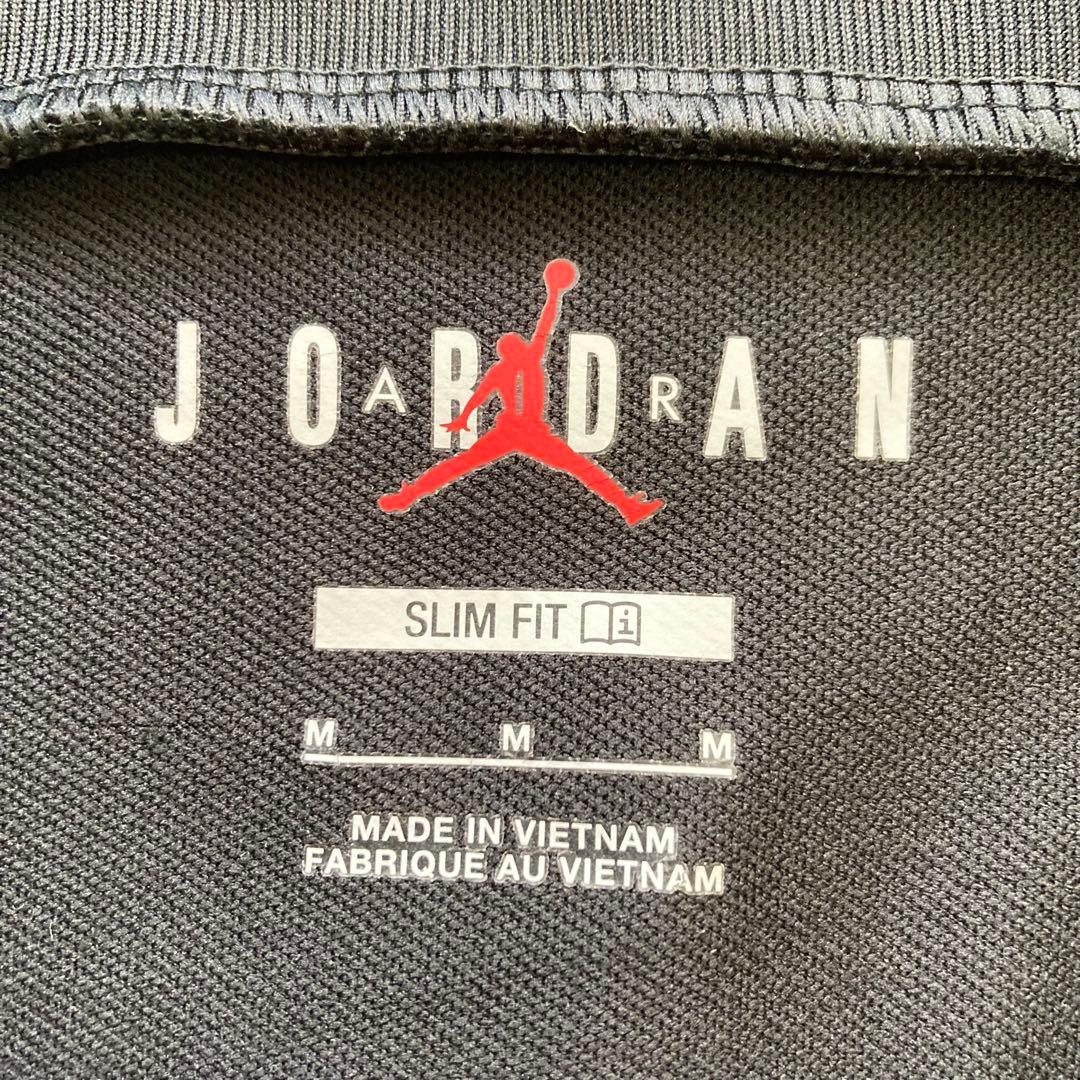 JORDAN
AIR
SLIM FIT
M M M
MADE IN VIETNAM
FABRIQUE AU VIETNAM